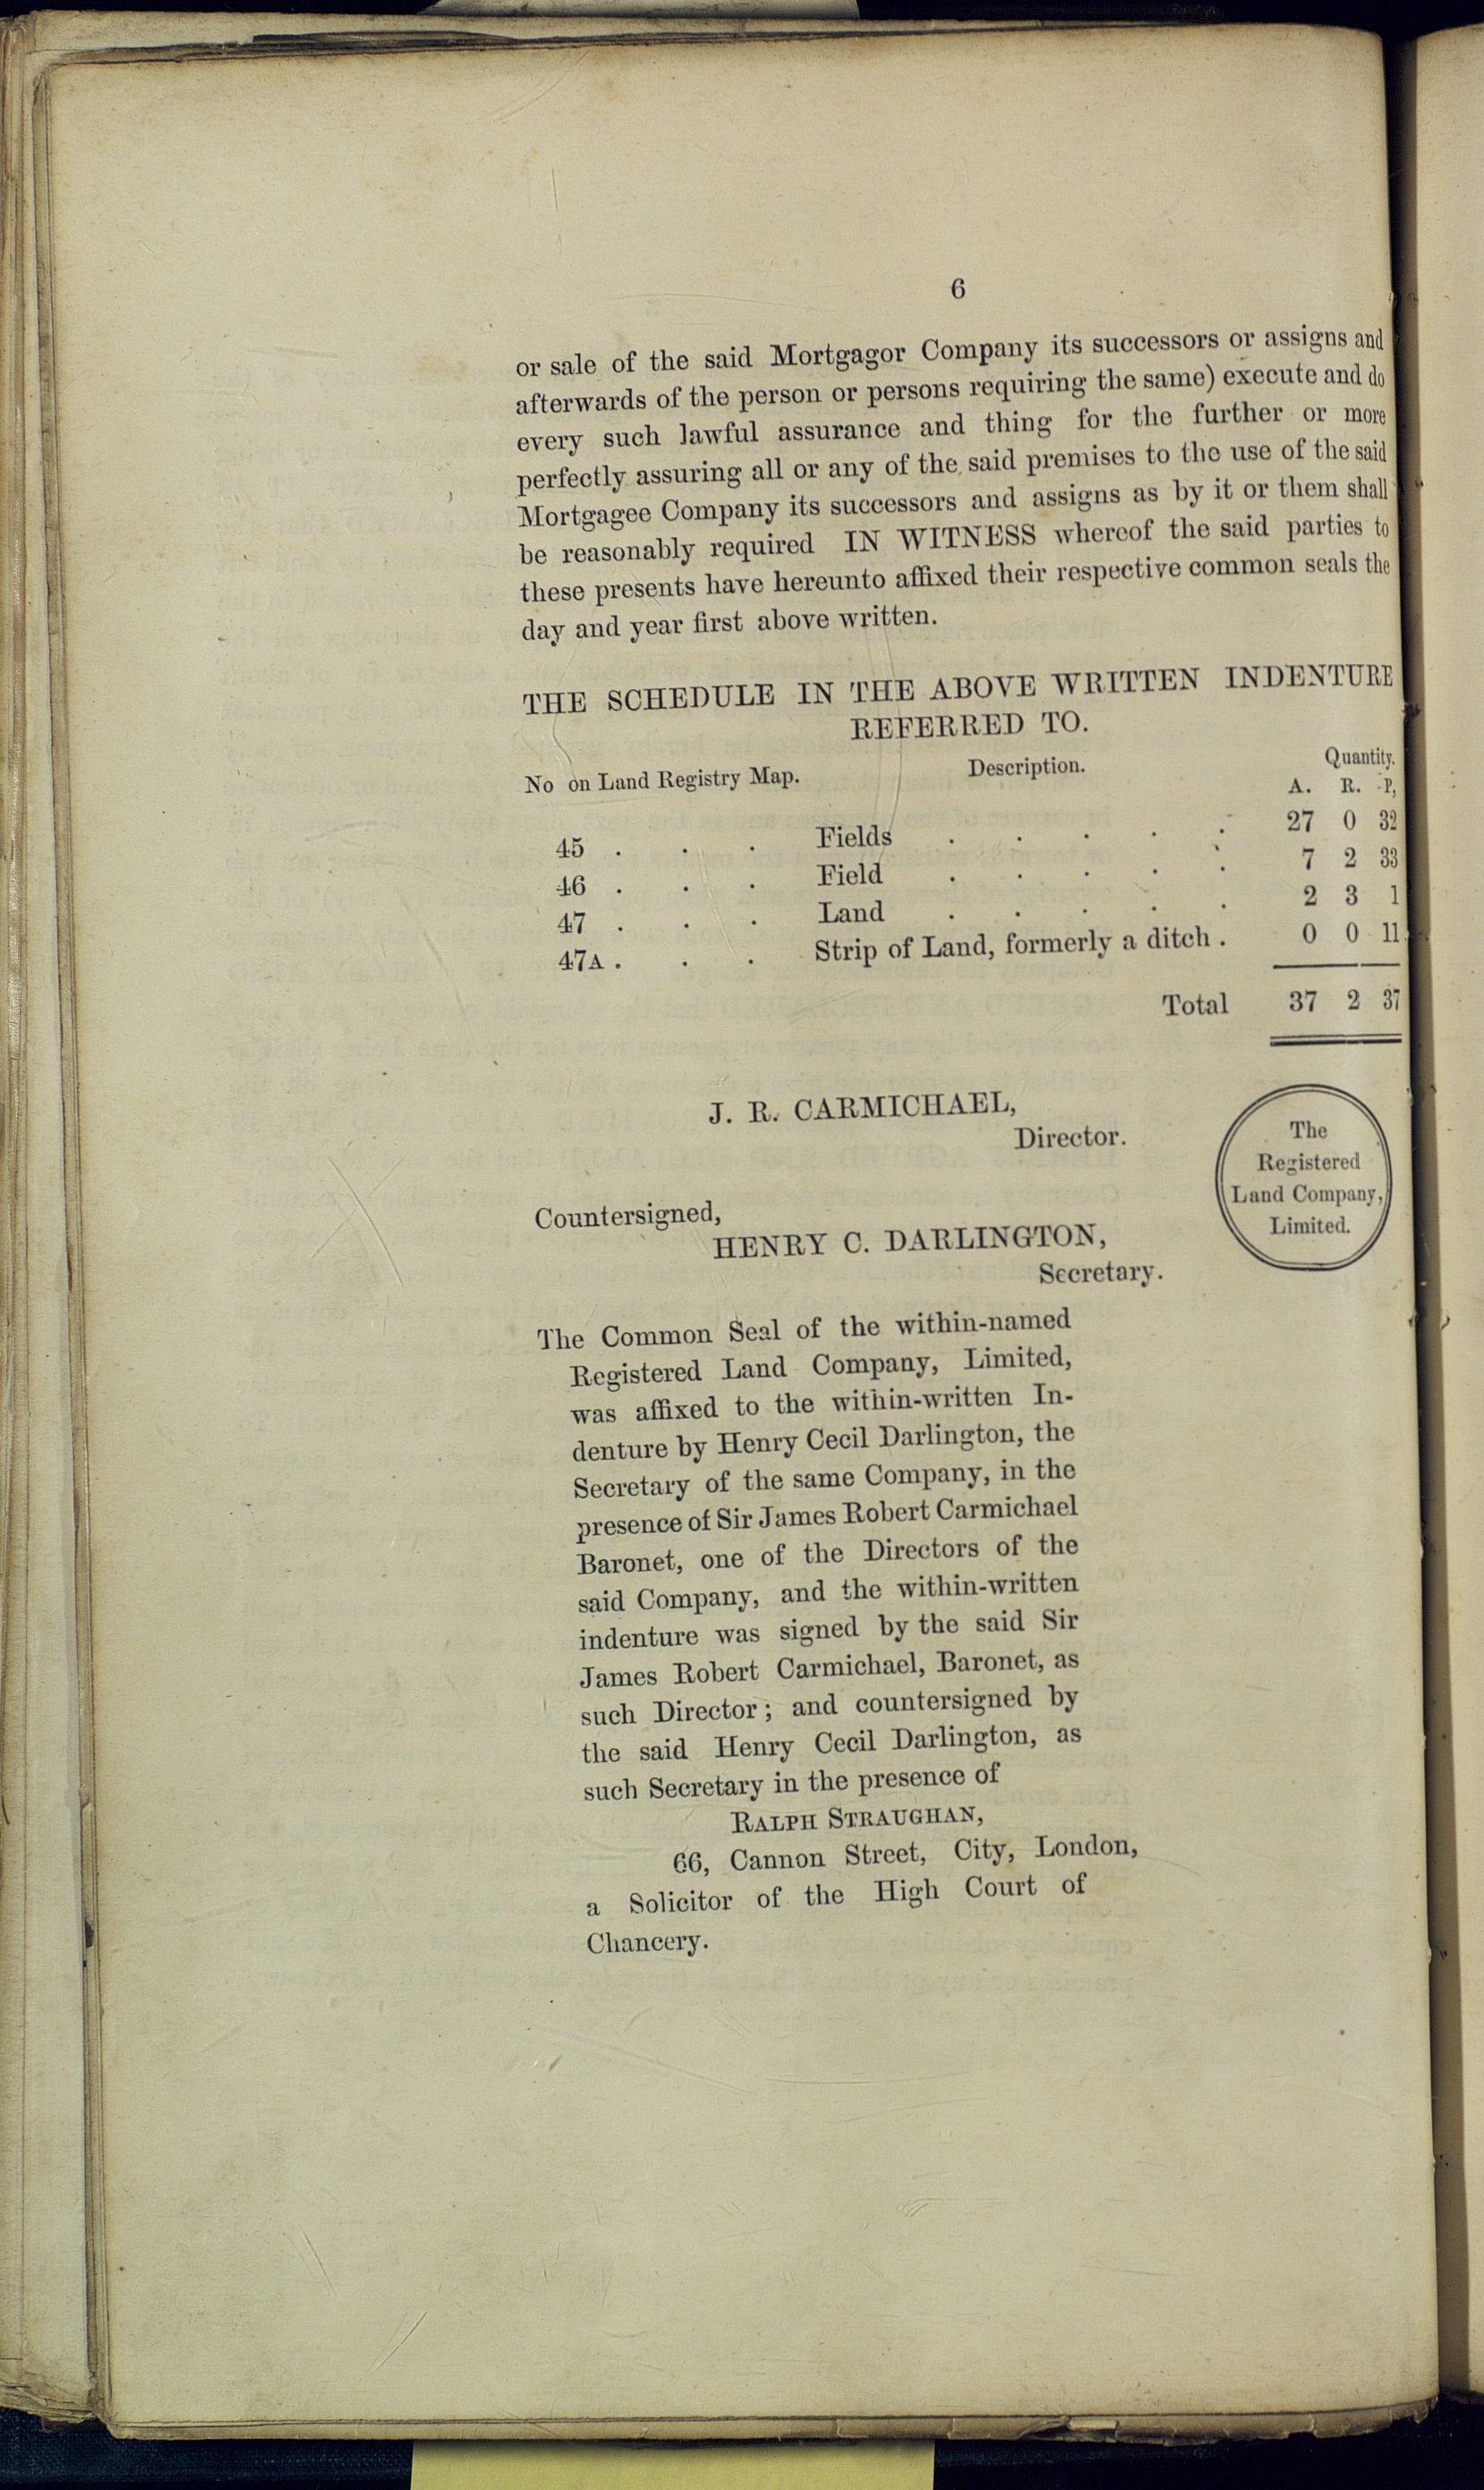 6
or sale of the said Mortgagor Company its successors or assigns and
afterwards of the person or persons requiring the same) execute and do
every such lawful assurance and thing for the further or more
perfectly assuring all or any of the said premises to the use of the said
Mortgagee Company its successors and assigns as by it or them shall
be reasonably required IN WITNESS whereof the said parties to
these presents have hereunto affixed their respective common seals the
day and year first above written.
THE SCHEDULE IN THE ABOVE WRITTEN INDENTURE
REFERRED TO.
No on Land Registry Map. Description. Quantity.
A. R. P,
45 . . . Fields . . . . . 27 0 32
46 . . . Field . . . . . 7 2 33
47 . . . Land . . . . . 2 3 1
47A . . . Strip of Land, formerly a ditch . 0 0 11
Total 37 2 37
J. R. CARMICHAEL,
Director.
The
Registered
Land Company,
Limited.
Countersigned,
HENRY C. DARLINGTON,
Secretary.
The Common Seal of the within-named
Registered Land Company, Limited,
was affixed to the within-written In-
denture by Henry Cecil Darlington, the
Secretary of the same Company, in the
presence of Sir James Robert Carmichael
Baronet, one of the Directors of the
said Company, and the within-written
indenture was signed by the said Sir
James Robert Carmichael, Baronet, as
such Director; and countersigned by
the said Henry Cecil Darlington, as
such Secretary in the presence of
RALPH STRAUGHAN,
66, Cannon Street, City, London,
a Solicitor of the High Court of
Chancery.